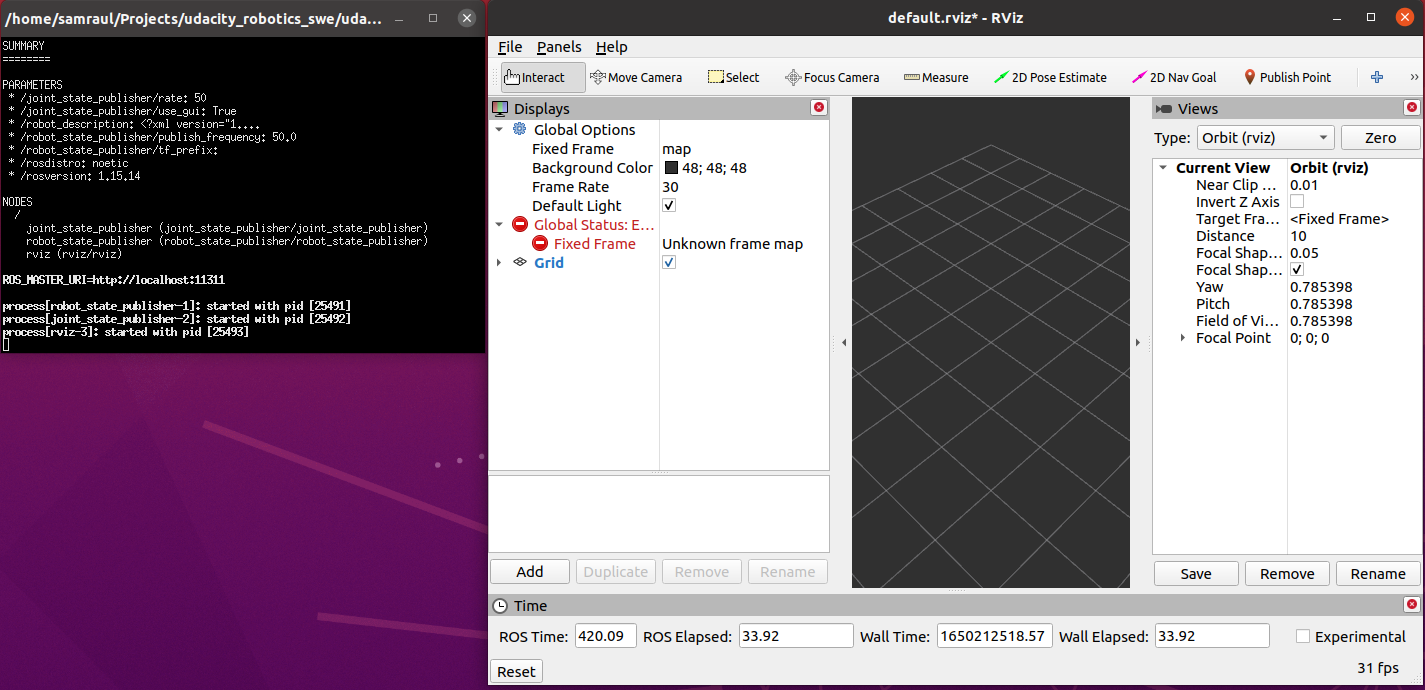 /home/samraul/Projects/udacity_robotics_swe/uda...
SUMMARY
========
PARAMETERS
* /joint_state_publisher/rate: 50
* /joint_state_publisher/use_gui: True
* /robot_description: <?xml version="1....
* /robot_state_publisher/publish_frequency: 50.0
* /robot_state_publisher/tf_prefix:
* /rosdistro: noetic
* /rosversion: 1.15.14
NODES
/
joint_state_publisher (joint_state_publisher/joint_state_publisher)
robot_state_publisher (robot_state_publisher/robot_state_publisher)
rviz (rviz/rviz)
ROS_MASTER_URI=http://localhost:11311
process[robot_state_publisher-1]: started with pid [25491]
process[joint_state_publisher-2]: started with pid [25492]
process[rviz-3]: started with pid [25493]
default.rviz* - RViz
File Panels Help
Interact Move Camera Select Focus Camera Measure 2D Pose Estimate 2D Nav Goal Publish Point »
Displays
Global Options
Fixed Frame map
Background Color 48; 48; 48
Frame Rate 30
Default Light
Global Status: E...
Fixed Frame Unknown frame map
Grid
Add Duplicate Remove Rename
Views
Type: Orbit (rviz) Zero
Current View Orbit (rviz)
Near Clip ... 0.01
Invert Z Axis
Target Fra... <Fixed Frame>
Distance 10
Focal Shap... 0.05
Focal Shap...
Yaw 0.785398
Pitch 0.785398
Field of Vi... 0.785398
Focal Point 0; 0; 0
Save Remove Rename
Time
ROS Time: 420.09 ROS Elapsed: 33.92 Wall Time: 1650212518.57 Wall Elapsed: 33.92 Experimental
Reset 31 fps